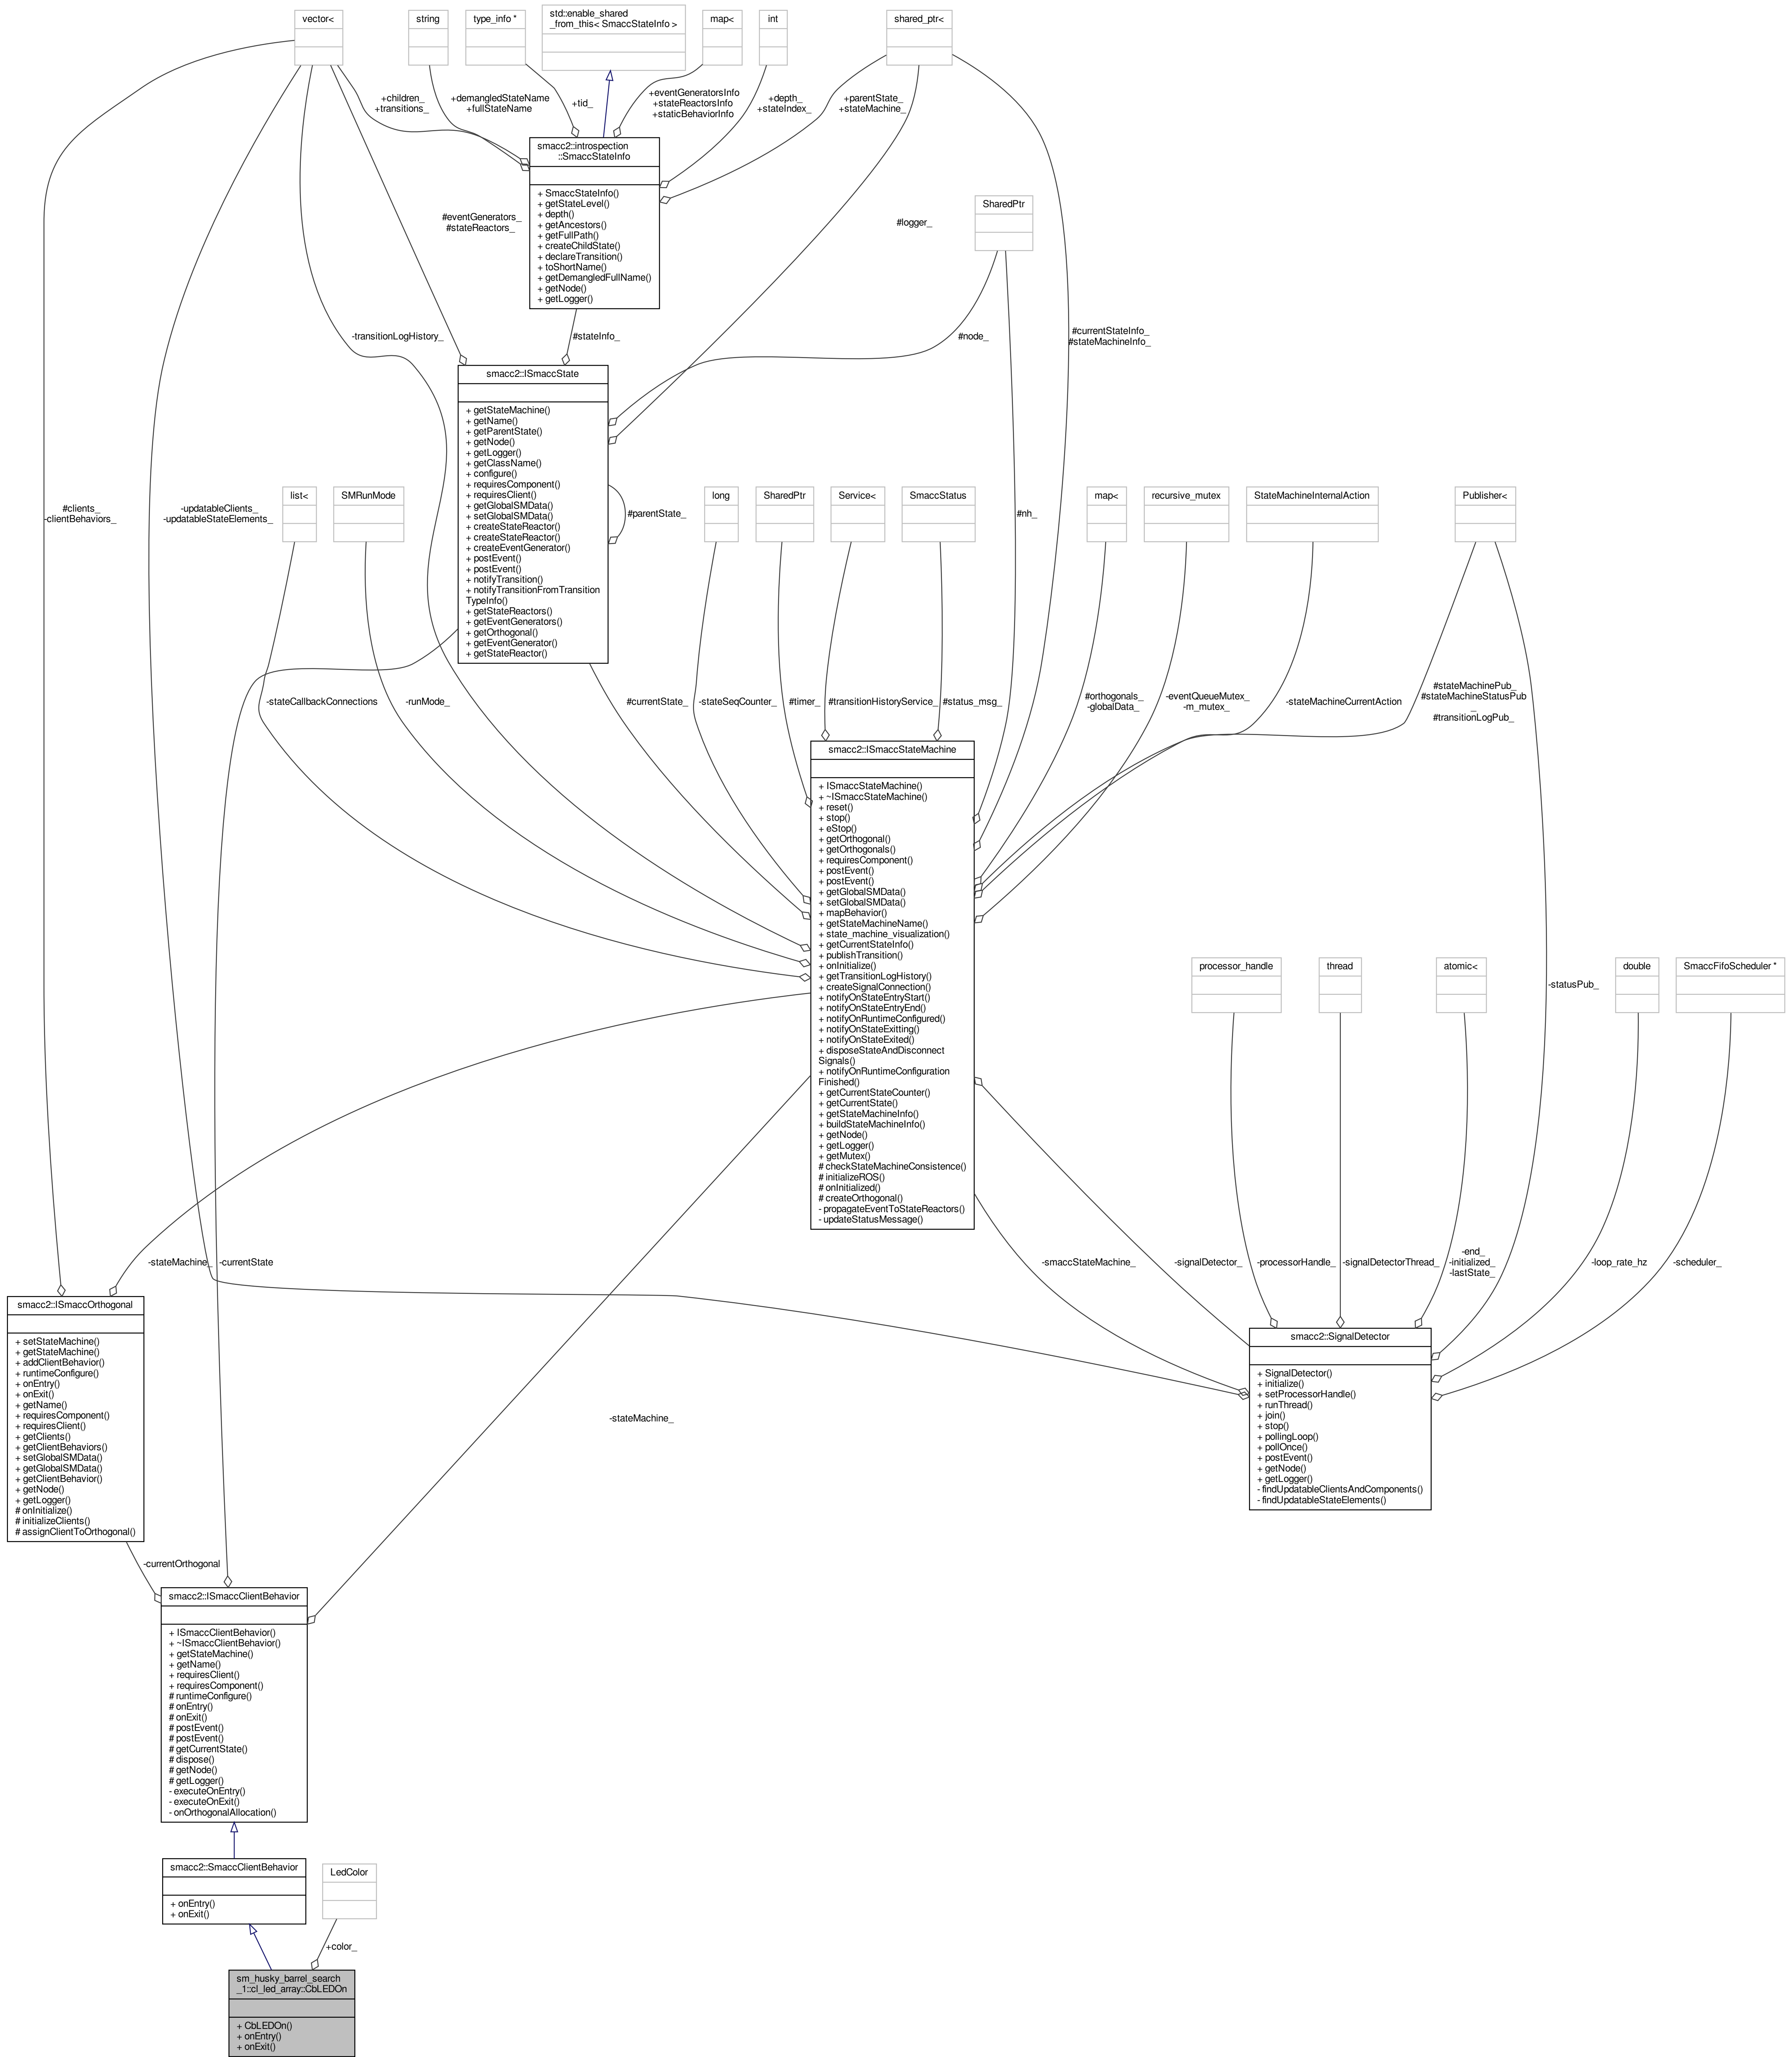 vector<
string
type_info *
std::enable_shared
_from_this< SmaccStateInfo >
map<
int
shared_ptr<
+children_
+transitions_
+demangledStateName
+fullStateName
+tid_
+eventGeneratorsInfo
+stateReactorsInfo
+staticBehaviorInfo
+depth_
+stateIndex_
+parentState_
+stateMachine_
smacc2::introspection
::SmaccStateInfo
+ SmaccStateInfo()
+ getStateLevel()
+ depth()
+ getAncestors()
+ getFullPath()
+ createChildState()
+ declareTransition()
+ toShortName()
+ getDemangledFullName()
+ getNode()
+ getLogger()
#eventGenerators_
#stateReactors_
#logger_
SharedPtr
-transitionLogHistory_
#stateInfo_
#node_
#currentStateInfo_
#stateMachineInfo_
smacc2::ISmaccState
+ getStateMachine()
+ getName()
+ getParentState()
+ getNode()
+ getLogger()
+ getClassName()
+ configure()
+ requiresComponent()
+ requiresClient()
+ getGlobalSMData()
+ setGlobalSMData()
+ createStateReactor()
+ createStateReactor()
+ createEventGenerator()
+ postEvent()
+ postEvent()
+ notifyTransition()
+ notifyTransitionFromTransition
TypeInfo()
+ getStateReactors()
+ getEventGenerators()
+ getOrthogonal()
+ getEventGenerator()
+ getStateReactor()
#clients_
-clientBehaviors_
-updatableClients_
-updatableStateElements_
list<
SMRunMode
#parentState_
long
SharedPtr
Service<
SmaccStatus
#nh_
map<
recursive_mutex
StateMachineInternalAction
Publisher<
-stateCallbackConnections
-runMode_
#currentState_
-stateSeqCounter_
#timer_
#transitionHistoryService_
#status_msg_
#orthogonals_
-globalData_
-eventQueueMutex_
-m_mutex_
-stateMachineCurrentAction
#stateMachinePub_
#stateMachineStatusPub
_
#transitionLogPub_
smacc2::ISmaccStateMachine
+ ISmaccStateMachine()
+ ~ISmaccStateMachine()
+ reset()
+ stop()
+ eStop()
+ getOrthogonal()
+ getOrthogonals()
+ requiresComponent()
+ postEvent()
+ postEvent()
+ getGlobalSMData()
+ setGlobalSMData()
+ mapBehavior()
+ getStateMachineName()
+ state_machine_visualization()
+ getCurrentStateInfo()
+ publishTransition()
+ onInitialize()
+ getTransitionLogHistory()
+ createSignalConnection()
+ notifyOnStateEntryStart()
+ notifyOnStateEntryEnd()
+ notifyOnRuntimeConfigured()
+ notifyOnStateExitting()
+ notifyOnStateExited()
+ disposeStateAndDisconnect
Signals()
+ notifyOnRuntimeConfiguration
Finished()
+ getCurrentStateCounter()
+ getCurrentState()
+ getStateMachineInfo()
+ buildStateMachineInfo()
+ getNode()
+ getLogger()
+ getMutex()
# checkStateMachineConsistence()
# initializeROS()
# onInitialized()
# createOrthogonal()
- propagateEventToStateReactors()
- updateStatusMessage()
processor_handle
thread
atomic<
-statusPub_
double
SmaccFifoScheduler *
-stateMachine_
-currentState
-smaccStateMachine_
-signalDetector_
-processorHandle_
-signalDetectorThread_
-end_
-initialized_
-lastState_
-loop_rate_hz
-scheduler_
smacc2::ISmaccOrthogonal
+ setStateMachine()
+ getStateMachine()
+ addClientBehavior()
+ runtimeConfigure()
+ onEntry()
+ onExit()
+ getName()
+ requiresComponent()
+ requiresClient()
+ getClients()
+ getClientBehaviors()
+ setGlobalSMData()
+ getGlobalSMData()
+ getClientBehavior()
+ getNode()
+ getLogger()
# onInitialize()
# initializeClients()
# assignClientToOrthogonal()
smacc2::SignalDetector
+ SignalDetector()
+ initialize()
+ setProcessorHandle()
+ runThread()
+ join()
+ stop()
+ pollingLoop()
+ pollOnce()
+ postEvent()
+ getNode()
+ getLogger()
- findUpdatableClientsAndComponents()
- findUpdatableStateElements()
-stateMachine_
-currentOrthogonal
smacc2::ISmaccClientBehavior
+ ISmaccClientBehavior()
+ ~ISmaccClientBehavior()
+ getStateMachine()
+ getName()
+ requiresClient()
+ requiresComponent()
# runtimeConfigure()
# onEntry()
# onExit()
# postEvent()
# postEvent()
# getCurrentState()
# dispose()
# getNode()
# getLogger()
- executeOnEntry()
- executeOnExit()
- onOrthogonalAllocation()
smacc2::SmaccClientBehavior
+ onEntry()
+ onExit()
LedColor
+color_
sm_husky_barrel_search
_1::cl_led_array::CbLEDOn
+ CbLEDOn()
+ onEntry()
+ onExit()